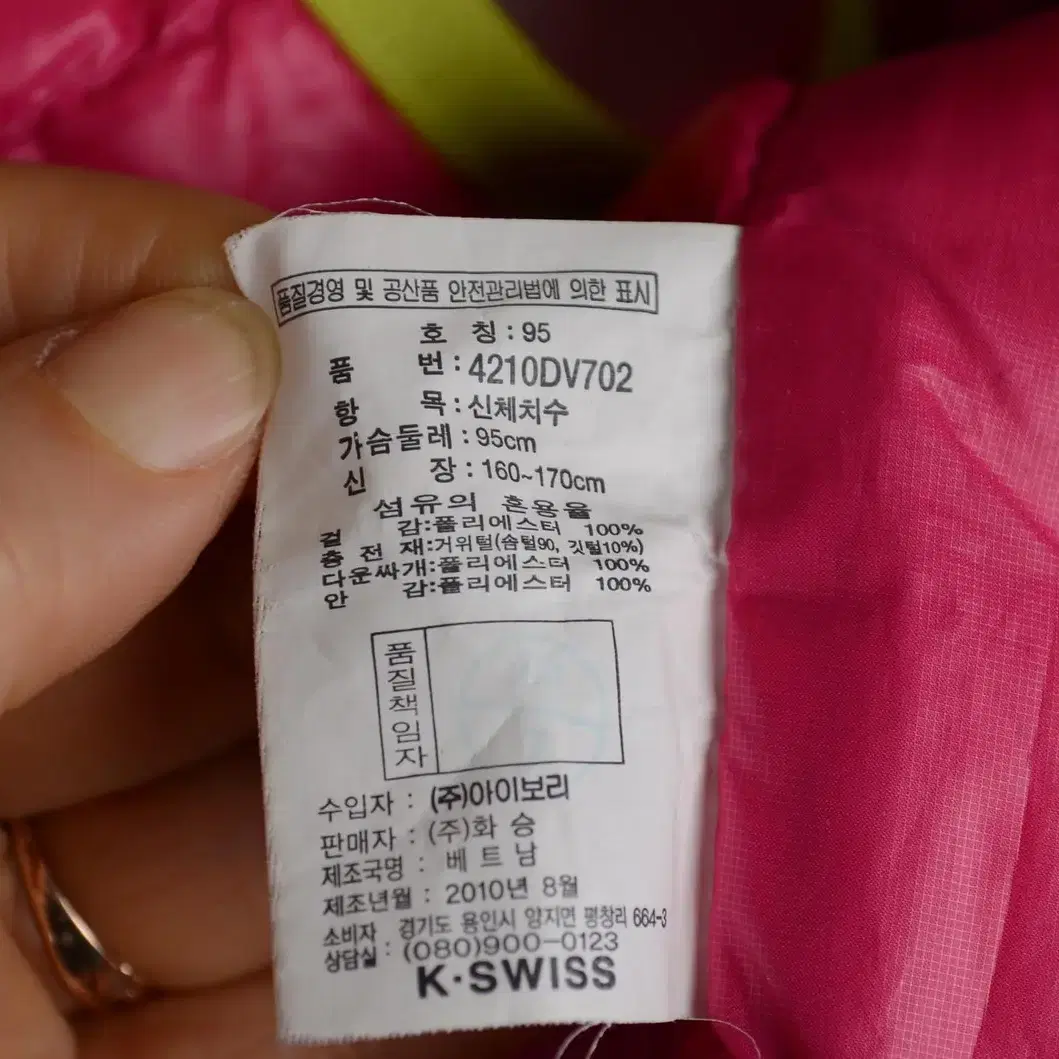 품질경영 및 공산품 안전관리법에 의한 표시
호 칭 : 95
품 번 : 4210DV702
항 목 : 신체치수
가슴둘레 : 95cm
신 장 : 160~170cm
섬유의 혼용율
겉 감:폴리에스터 100%
충 전 재:거위털(솜털90, 깃털10%)
다운싸개:폴리에스터 100%
안 감:폴리에스터 100%
품질책임자
수입자 : (주)아이보리
판매자 : (주)화 승
제조국명 : 베 트 남
제조년월 : 2010년 8월
소비자 경기도 용인시 양지면 평창리 664-3
상담실 : (080)900-0123
K·SWISS